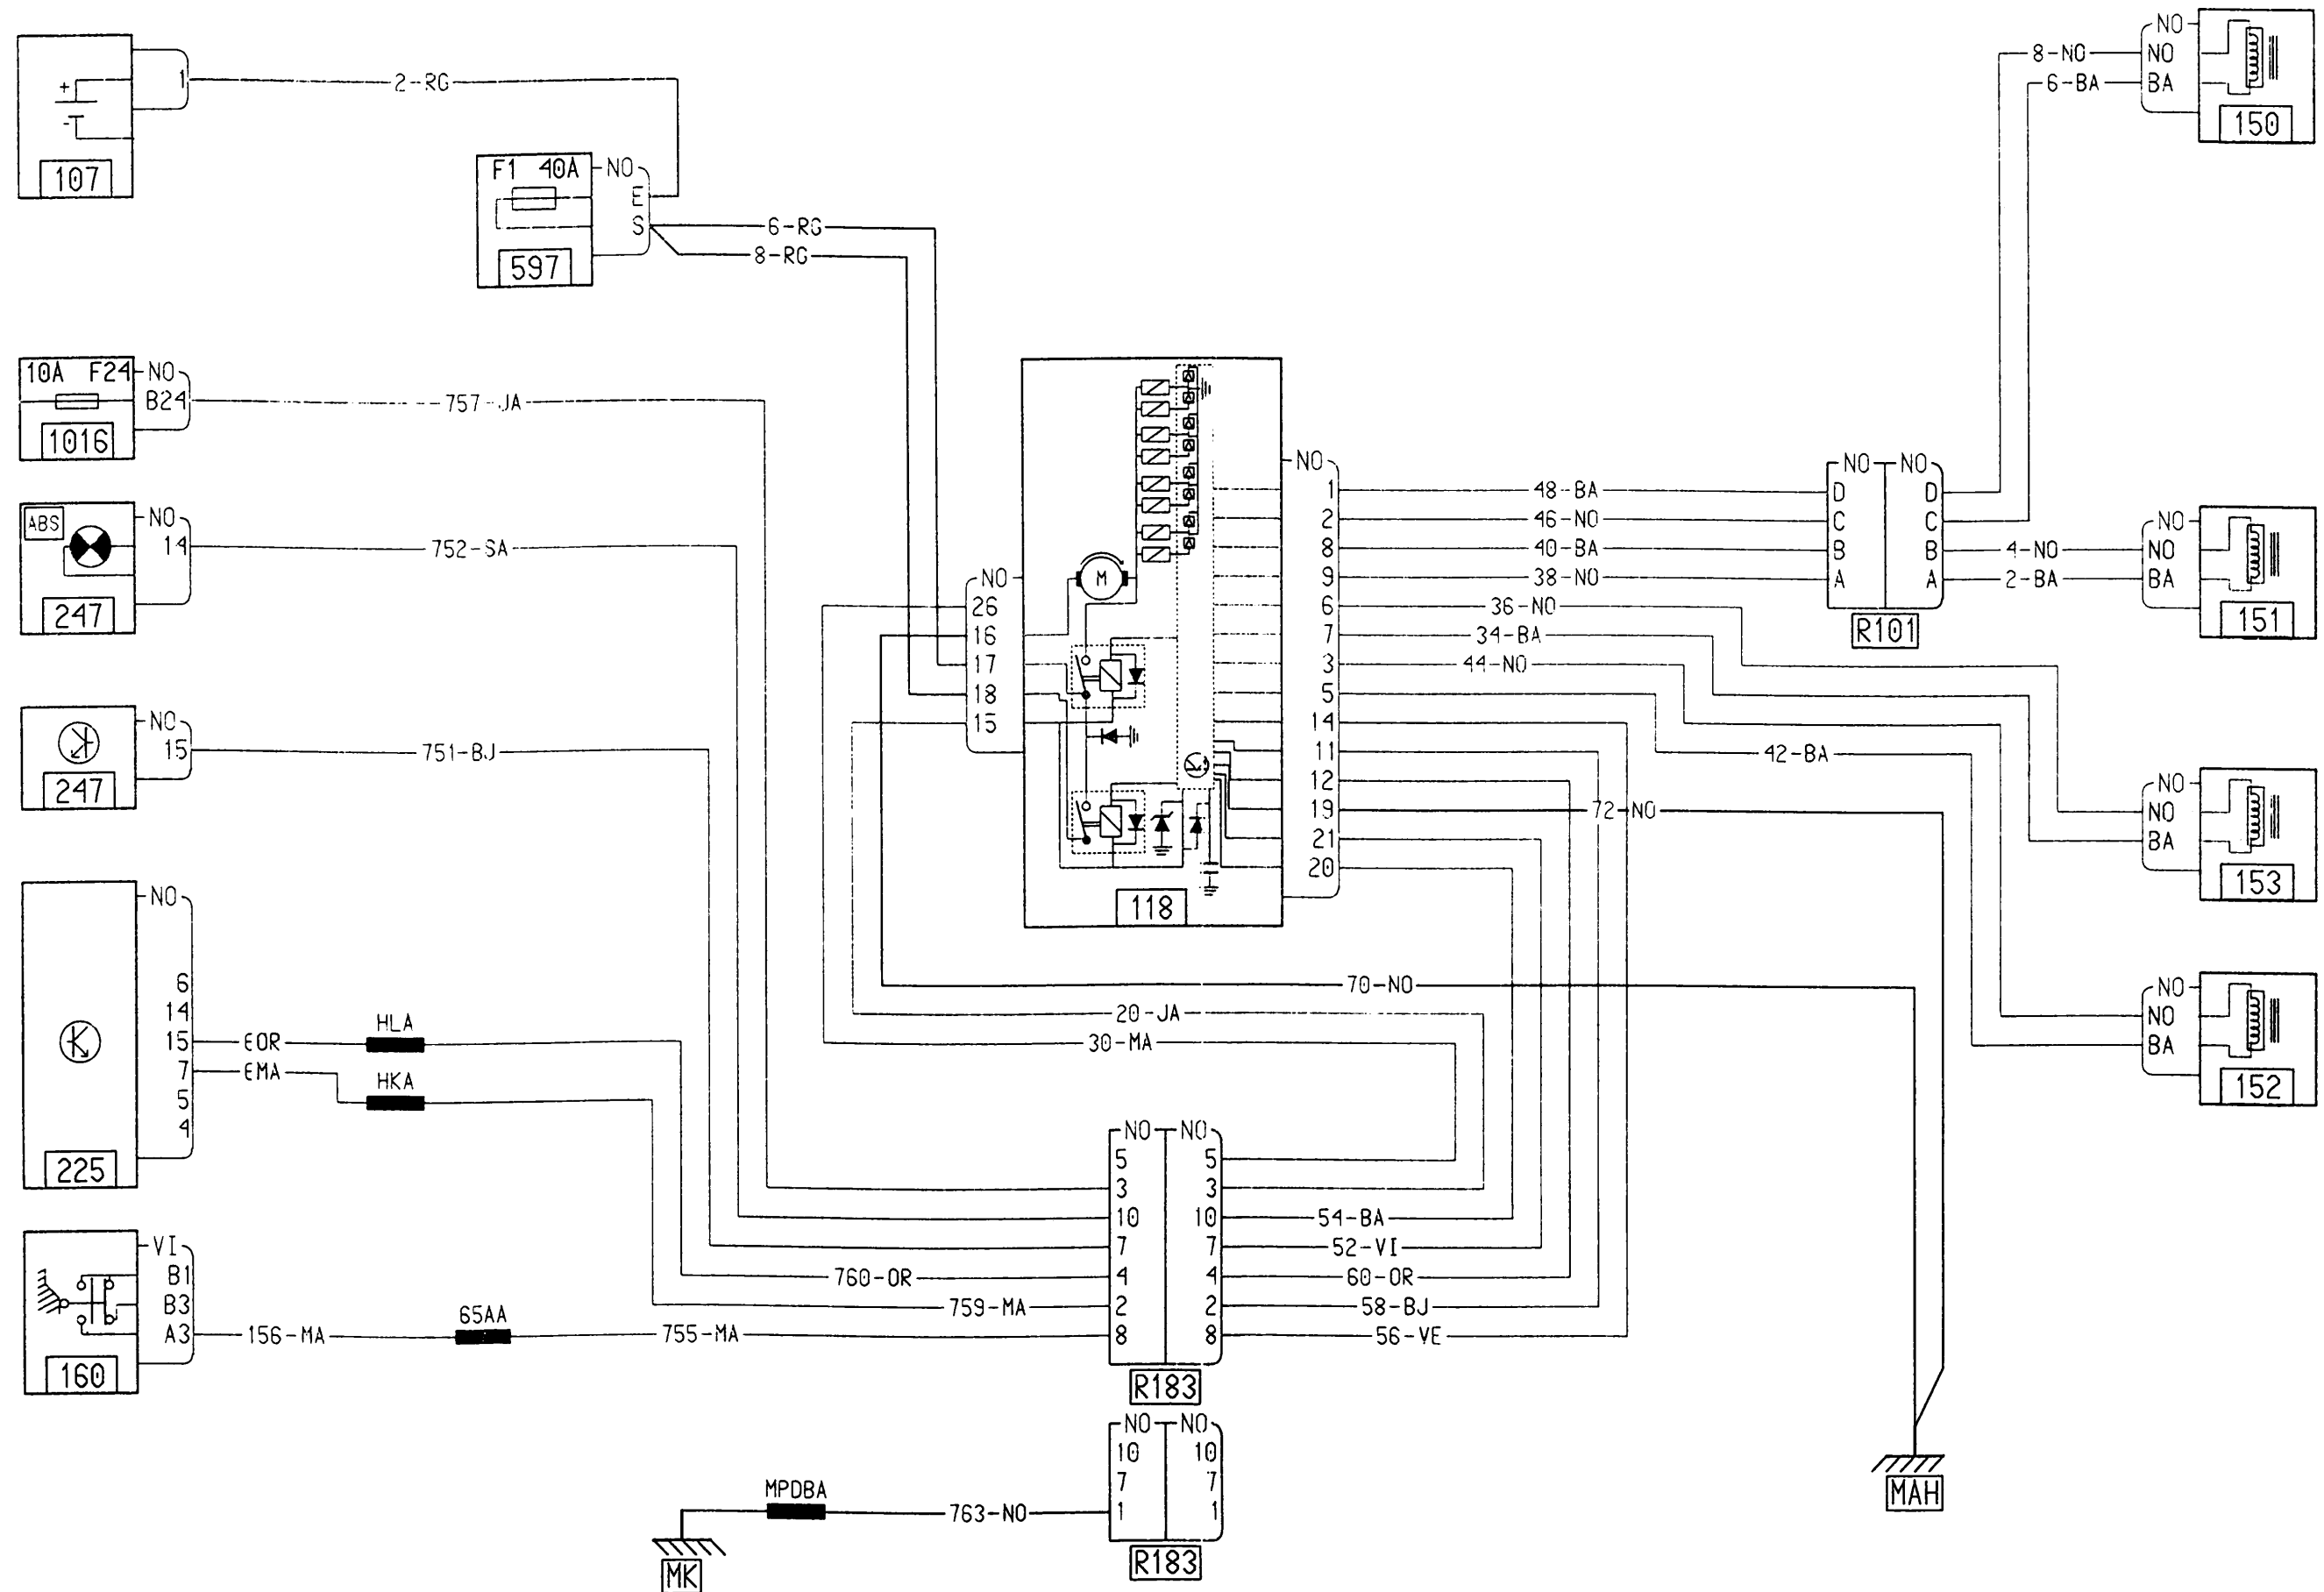 +
-
1
107
2-RG
F1 40A
NO
E
S
597
6-RG
8-RG
10A F24
NO
B24
1016
757-JA
ABS
NO
14
247
752-SA
NO
15
247
751-BJ
NO
6
14
15
7
5
4
225
EOR
HLA
EMA
HKA
VI
B1
B3
A3
160
156-MA
65AA
755-MA
760-OR
759-MA
NO
26
16
17
18
15
M
118
NO
1
2
8
9
6
7
3
5
14
11
12
19
21
20
48-BA
46-NO
40-BA
38-NO
36-NO
34-BA
44-NO
42-BA
72-NO
70-NO
20-JA
30-MA
NO NO
D D
C C
B B
A A
R101
8-NO
6-BA
4-NO
2-BA
NO
NO
BA
150
NO
NO
BA
151
NO
NO
BA
153
NO
NO
BA
152
NO NO
5 5
3 3
10 10
7 7
4 4
2 2
8 8
R183
54-BA
52-VI
60-OR
58-BJ
56-VE
NO NO
10 10
7 7
1 1
R183
MPDBA
763-NO
MK
MAH